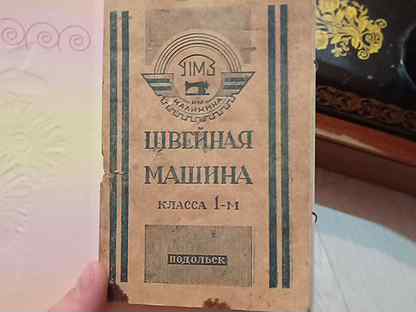 ПМЗ
ИМ
КАЛИНИНА
ШВЕЙНАЯ
МАШИНА
КЛАССА 1-М
ПОДОЛЬСК